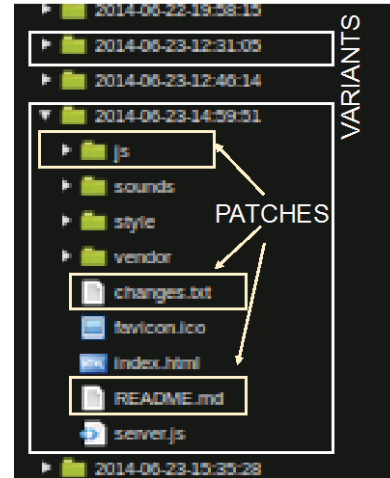 2014-06-22-19:58:15
2014-06-23-12:31:05
2014-06-23-12:46:14
2014-06-23-14:59:51
js
sounds
style
vendor
changes.txt
favicon.ico
index.html
README.md
server.js
2014-06-23-15:35:28
VARIANTS
PATCHES